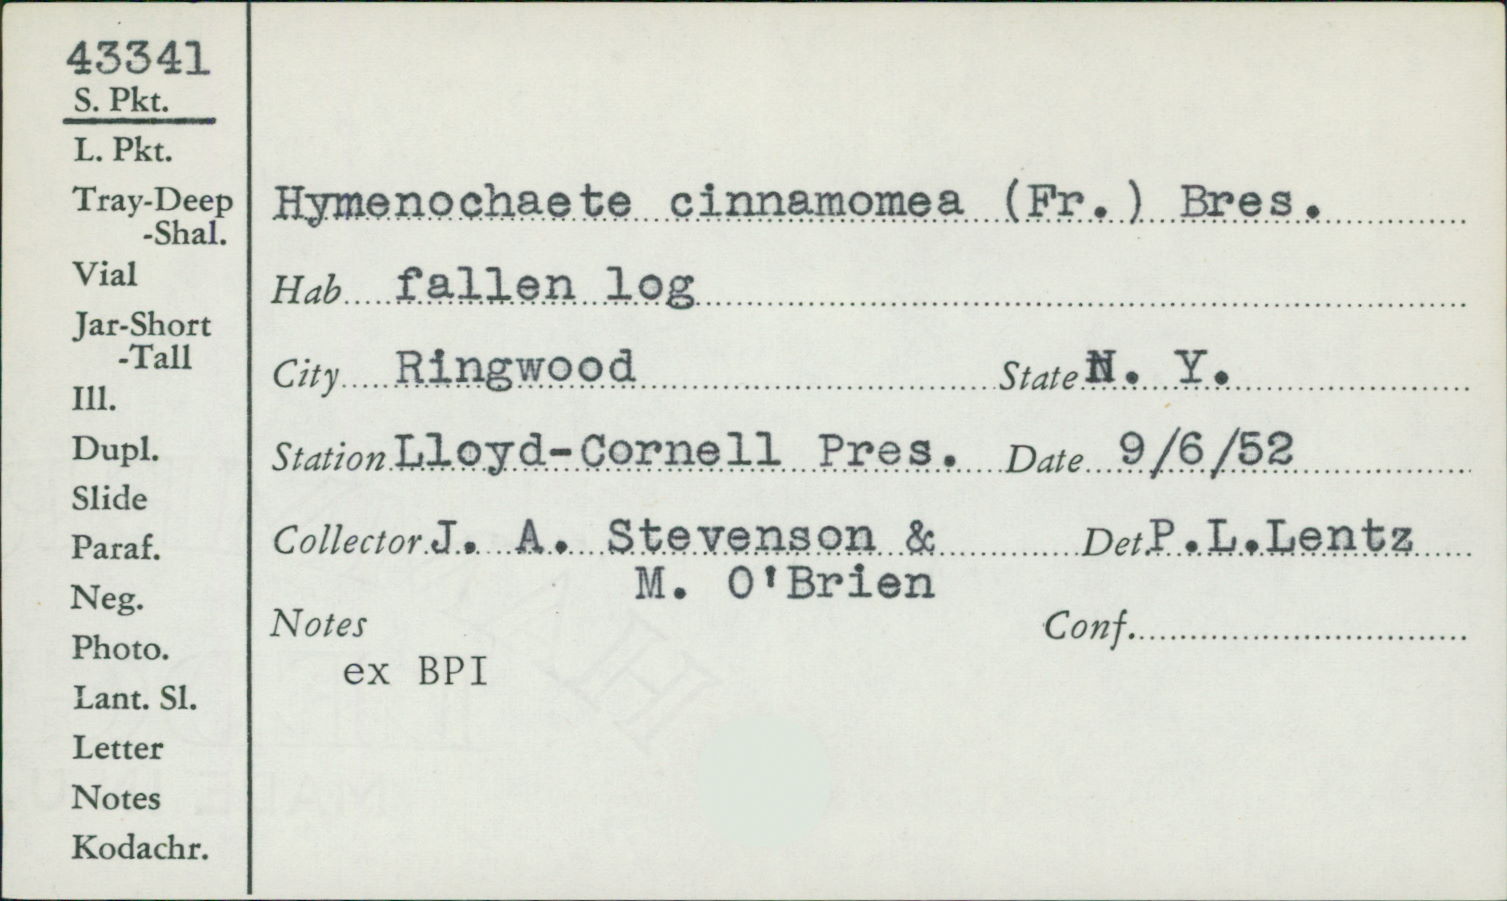 43341
S. Pkt.
L. Pkt.
Tray-Deep
-Shal.
Vial
Jar-Short
-Tall
Ill.
Dupl.
Slide
Paraf.
Neg.
Photo.
Lant. Sl.
Letter
Notes
Kodachr.
Hymenochaete cinnamomea (Fr.) Bres.
Hab fallen log
City Ringwood State N. Y.
Station Lloyd-Cornell Pres. Date 9/6/52
Collector J. A. Stevenson & Det. P.L.Lentz
M. O'Brien
Notes Conf.
ex BPI